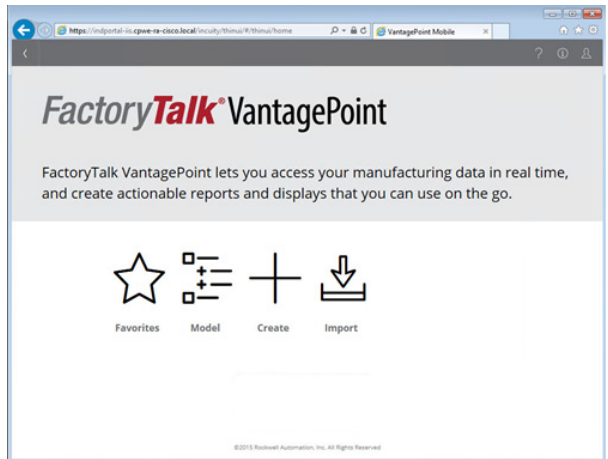 https://indportal-iis.cpwe-ra-cisco.local/incuity/thinui/#/thinui/home
VantagePoint Mobile
FactoryTalk® VantagePoint
FactoryTalk VantagePoint lets you access your manufacturing data in real time,
and create actionable reports and displays that you can use on the go.
Favorites Model Create Import
©2015 Rockwell Automation, Inc. All Rights Reserved